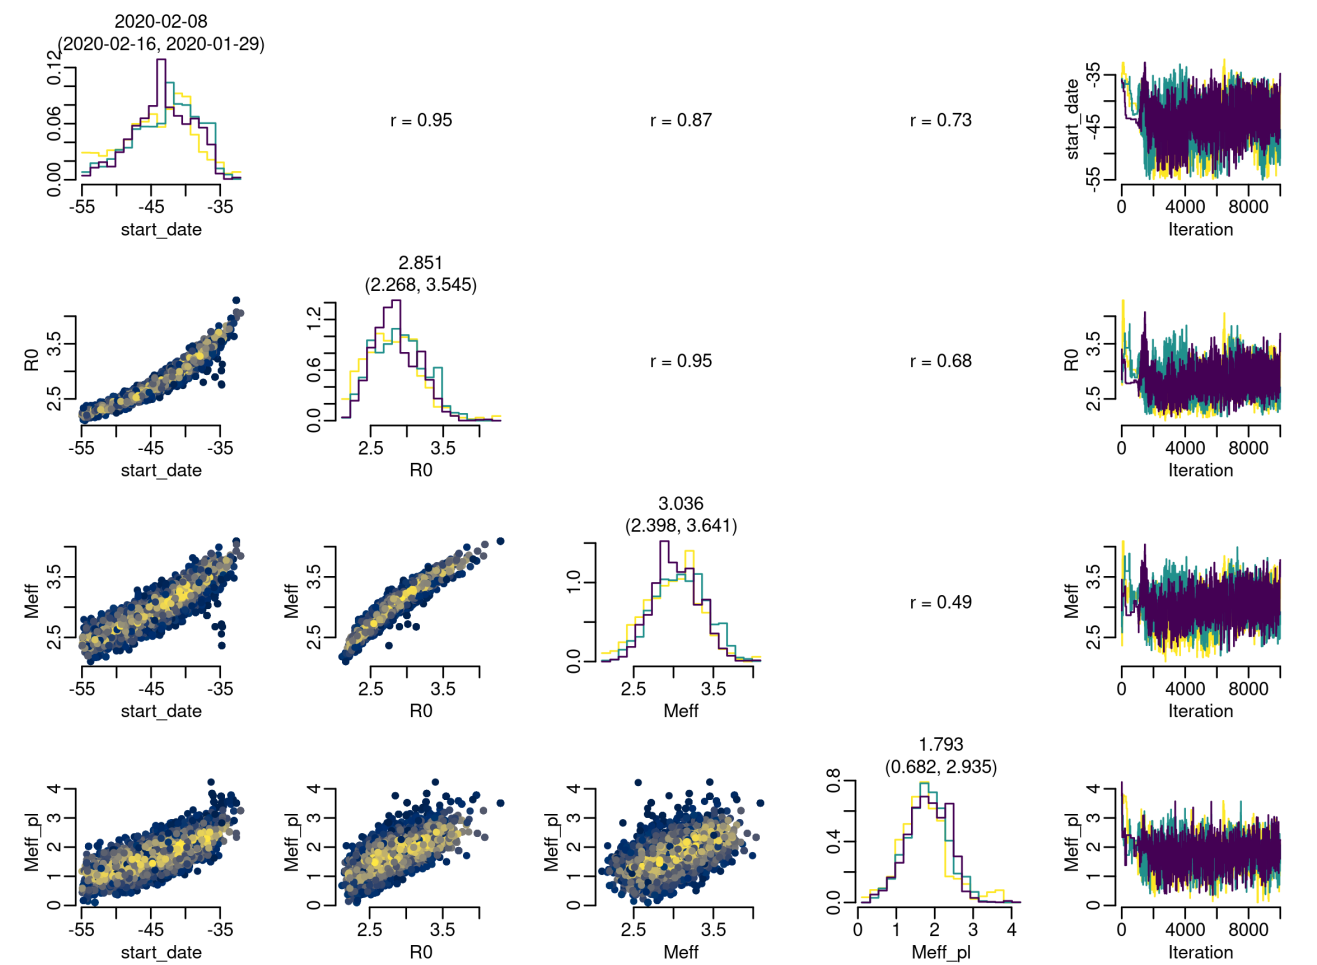 2020-02-08
(2020-02-16, 2020-01-29)
0.00 0.06 0.12
-55 -45 -35
start_date
r = 0.95
r = 0.87
r = 0.73
start_date
-55 -45 -35
0 4000 8000
Iteration
R0
2.5 3.5
-55 -45 -35
start_date
2.851
(2.268, 3.545)
0.0 0.6 1.2
2.5 3.5
R0
r = 0.95
r = 0.68
R0
2.5 3.5
0 4000 8000
Iteration
Meff
2.5 3.5
-55 -45 -35
start_date
Meff
2.5 3.5
2.5 3.5
R0
3.036
(2.398, 3.641)
0.0 1.0
2.5 3.5
Meff
r = 0.49
Meff
2.5 3.5
0 4000 8000
Iteration
Meff_pl
0 1 2 3 4
-55 -45 -35
start_date
Meff_pl
0 1 2 3 4
2.5 3.5
R0
Meff_pl
0 1 2 3 4
2.5 3.5
Meff
1.793
(0.682, 2.935)
0.0 0.4 0.8
0 1 2 3 4
Meff_pl
Meff_pl
0 1 2 3 4
0 4000 8000
Iteration